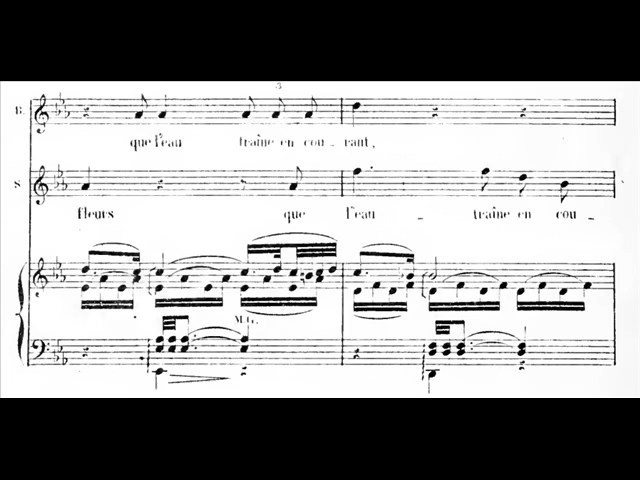 3
B.
que l'eau traîne en cou - rant,
S
fleurs que l'eau - traîne en cou -
M.G.